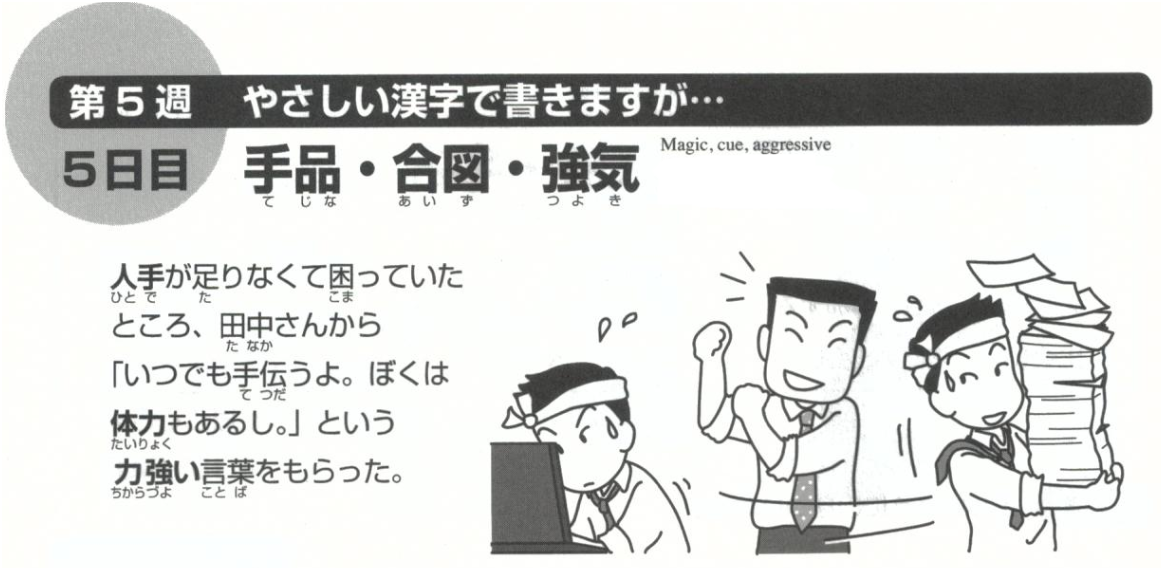 第5週 やさしい漢字で書きますが…
5日目 手品・合図・強気 Magic, cue, aggressive
て じな あいず つよき
人手が足りなくて困っていた
ひとで た こま
ところ、田中さんから
たなか
「いつでも手伝うよ。ぼくは
てつだ
体力もあるし。」という
たいりょく
力強い言葉をもらった。
ちからづよ ことば